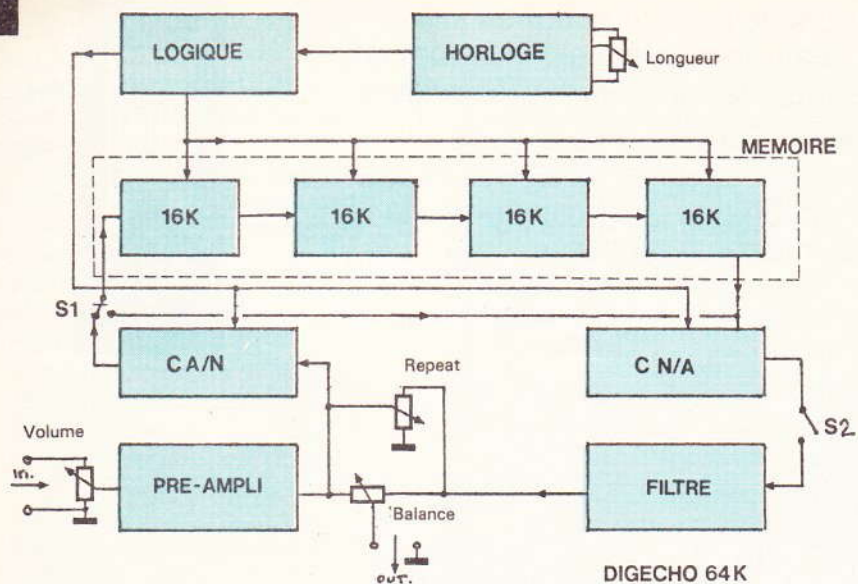 LOGIQUE
HORLOGE
Longueur
MEMOIRE
16K
16K
16K
16K
S1
C A/N
Repeat
C N/A
S2
Volume
in.
PRE-AMPLI
Balance
FILTRE
OUT.
DIGECHO 64K